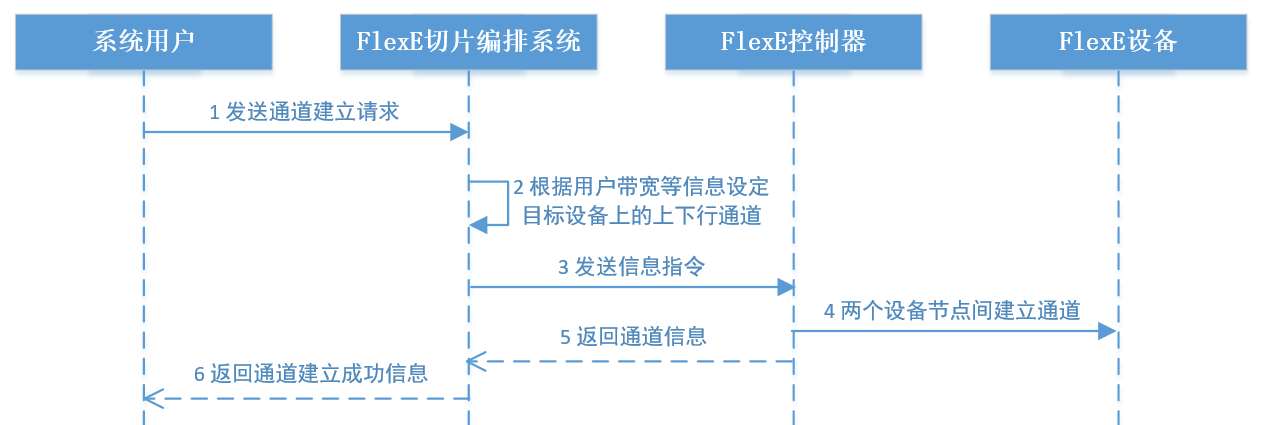 系统用户
FlexE切片编排系统
FlexE控制器
FlexE设备
1 发送通道建立请求
2 根据用户带宽等信息设定
目标设备上的上下行通道
3 发送信息指令
4 两个设备节点间建立通道
5 返回通道信息
6 返回通道建立成功信息